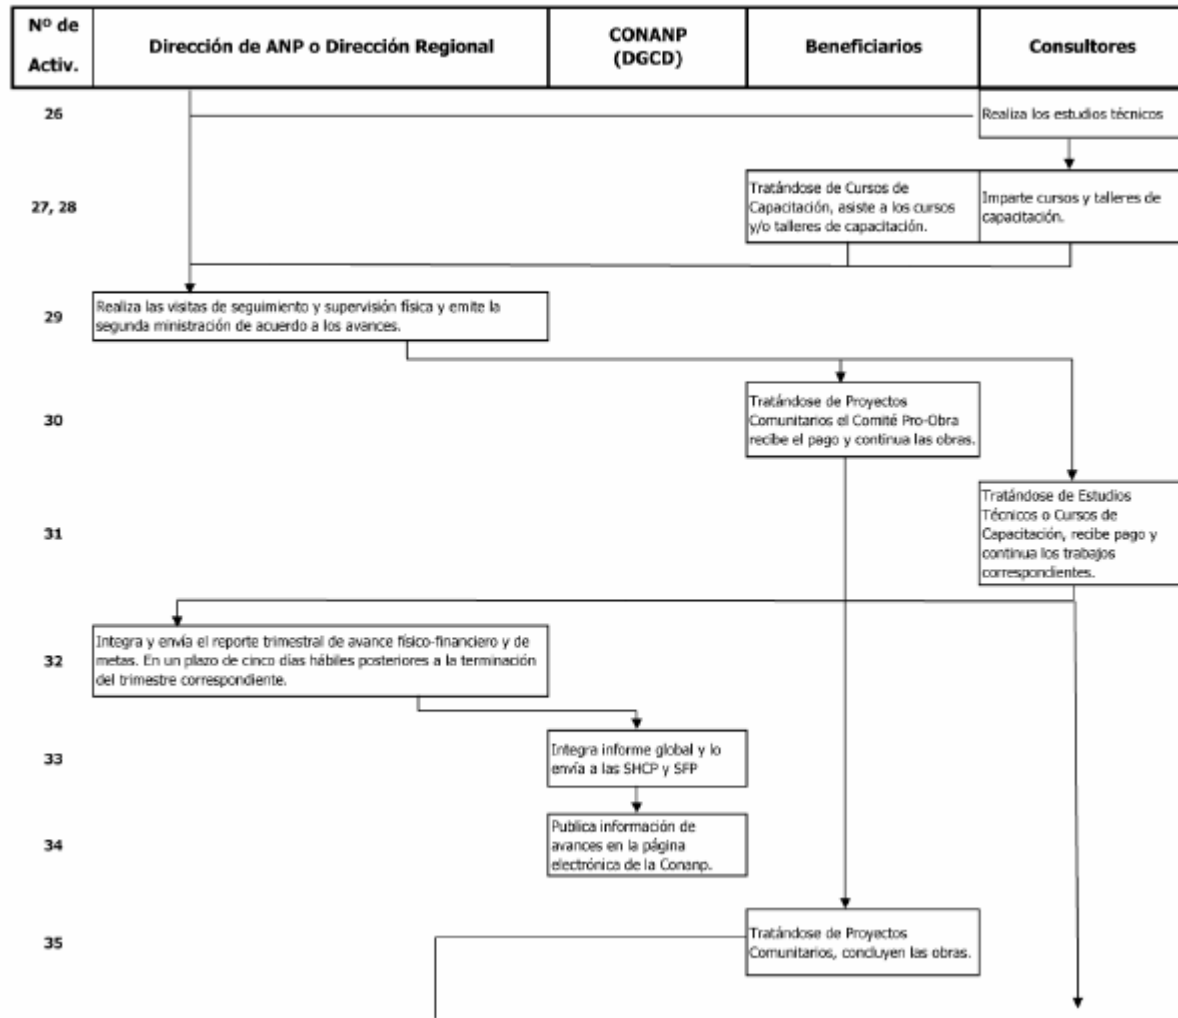 Nº de
Activ.
Dirección de ANP o Dirección Regional
CONANP
(DGCD)
Beneficiarios
Consultores
26
Realiza los estudios técnicos
27, 28
Tratándose de Cursos de
Capacitación, asiste a los cursos
y/o talleres de capacitación.
Imparte cursos y talleres de
capacitación.
29
Realiza las visitas de seguimiento y supervisión física y emite la
segunda ministración de acuerdo a los avances.
30
Tratándose de Proyectos
Comunitarios el Comité Pro-Obra
recibe el pago y continua las obras.
31
Tratándose de Estudios
Técnicos o Cursos de
Capacitación, recibe pago y
continua los trabajos
correspondientes.
32
Integra y envía el reporte trimestral de avance físico-financiero y de
metas. En un plazo de cinco días hábiles posteriores a la terminación
del trimestre correspondiente.
33
Integra informe global y lo
envía a las SHCP y SFP
34
Publica información de
avances en la página
electrónica de la Conanp.
35
Tratándose de Proyectos
Comunitarios, concluyen las obras.